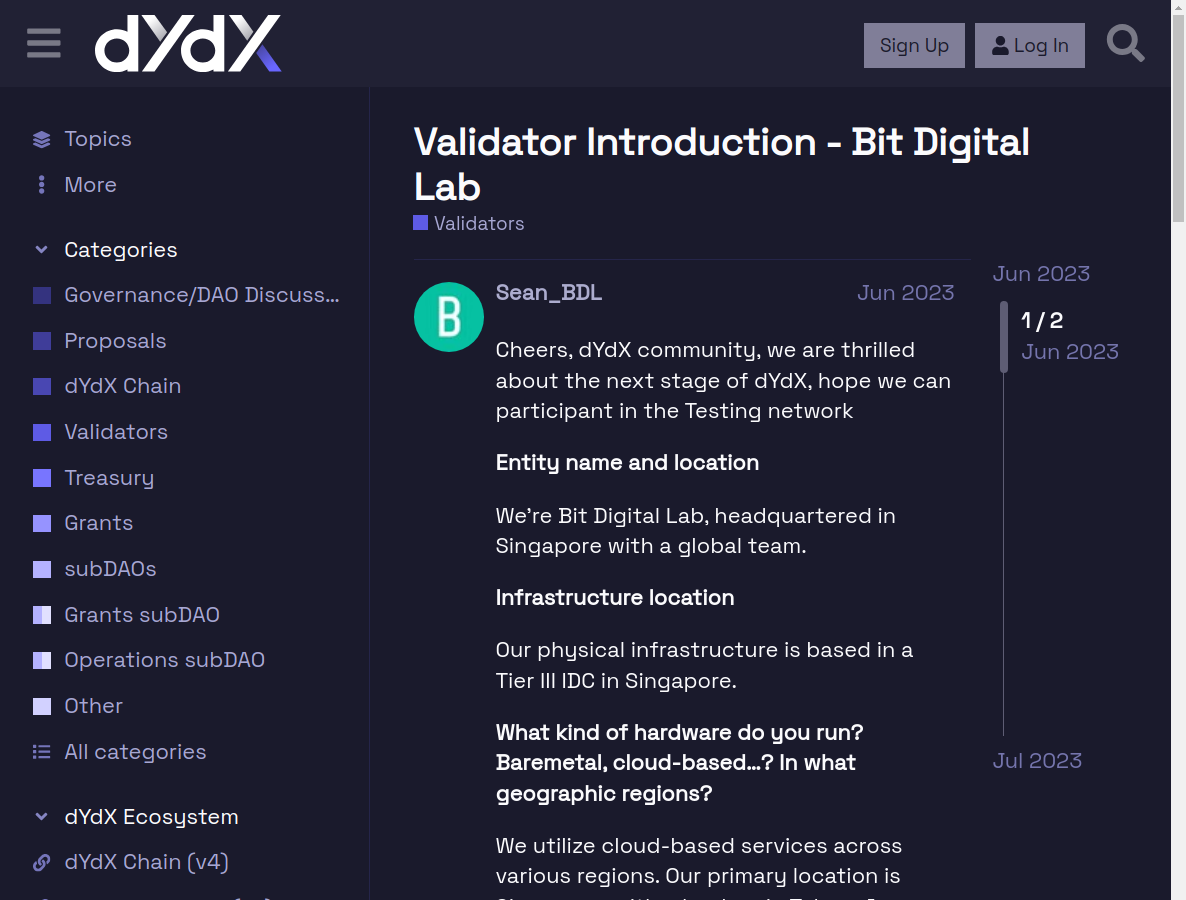 dYdX
Sign Up
Log In
Topics
More
Categories
Governance/DAO Discuss...
Proposals
dYdX Chain
Validators
Treasury
Grants
subDAOs
Grants subDAO
Operations subDAO
Other
All categories
dYdX Ecosystem
dYdX Chain (v4)
Validator Introduction - Bit Digital
Lab
Validators
B
Sean_BDL
Jun 2023
Cheers, dYdX community, we are thrilled
about the next stage of dYdX, hope we can
participant in the Testing network
Entity name and location
We’re Bit Digital Lab, headquartered in
Singapore with a global team.
Infrastructure location
Our physical infrastructure is based in a
Tier III IDC in Singapore.
What kind of hardware do you run?
Baremetal, cloud-based…? In what
geographic regions?
We utilize cloud-based services across
various regions. Our primary location is
Jun 2023
1 / 2
Jun 2023
Jul 2023